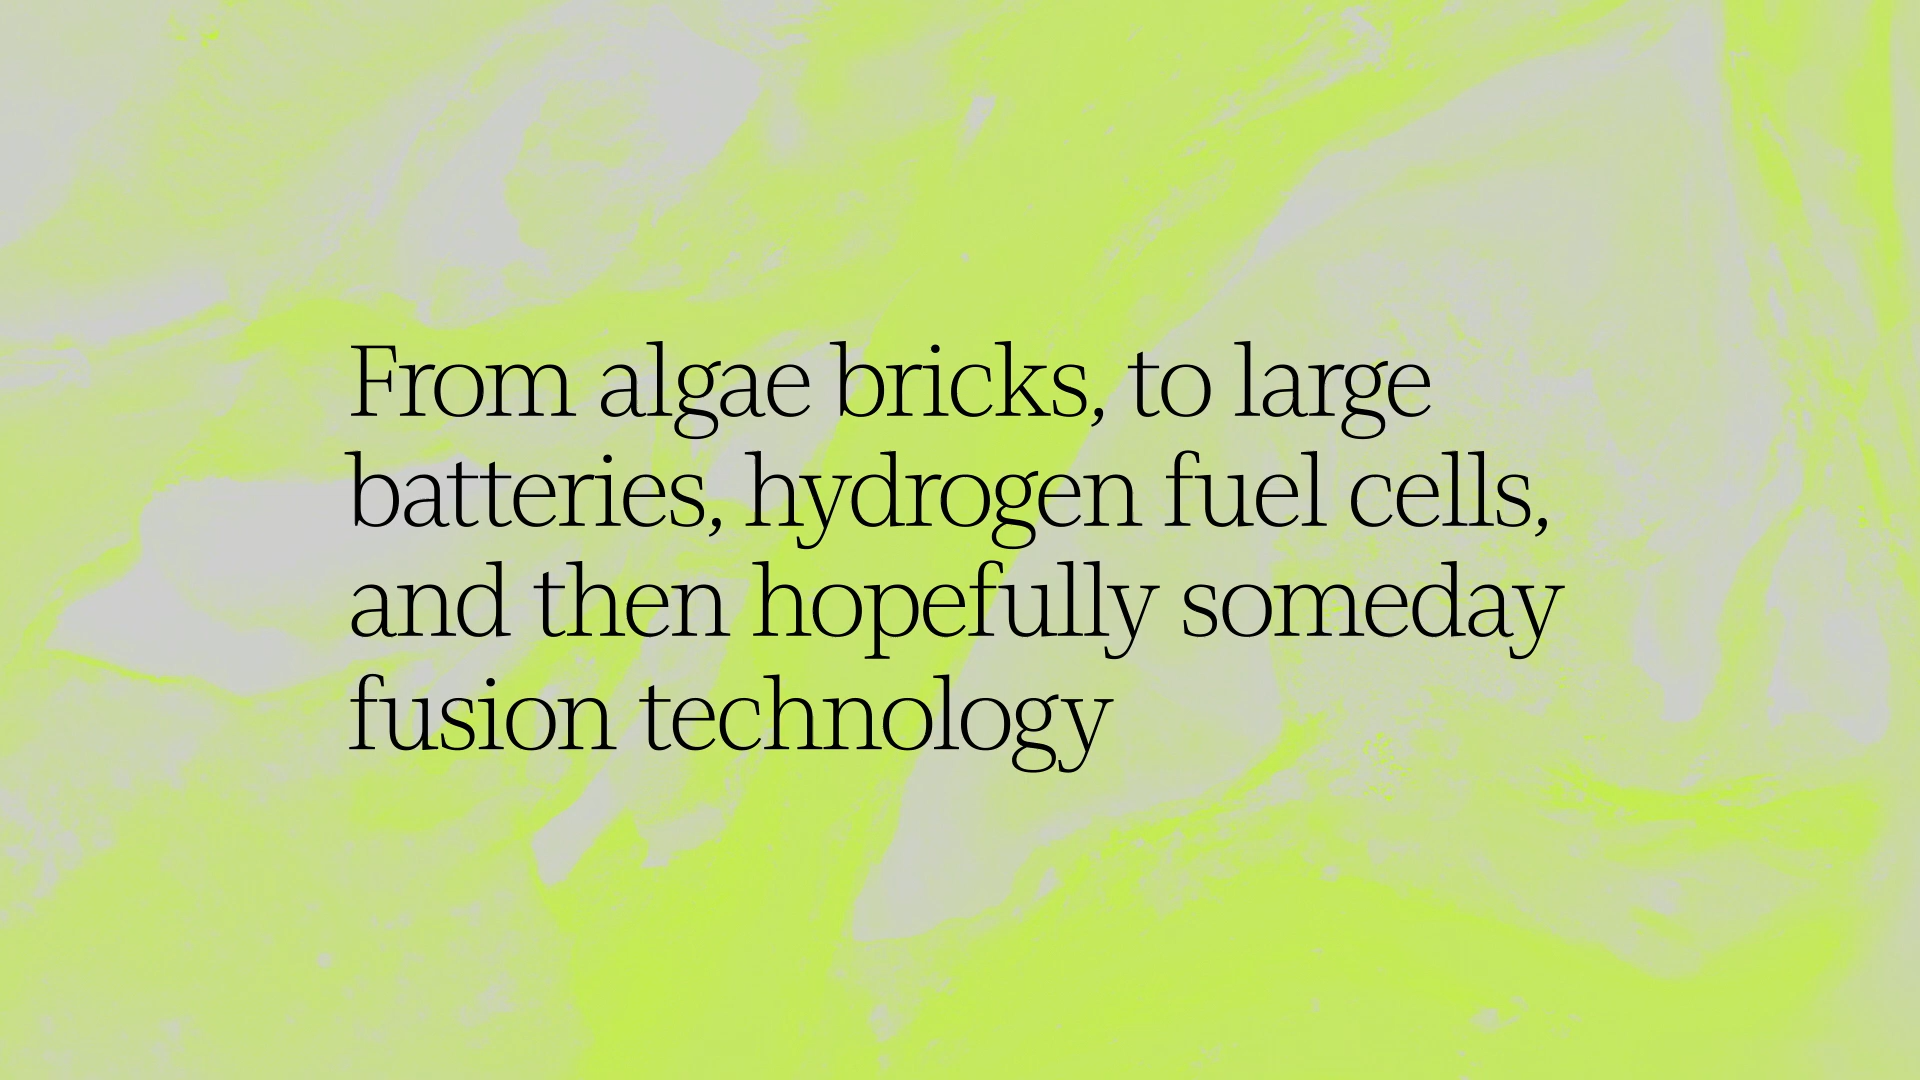 From algae bricks, to large
batteries, hydrogen fuel cells,
and then hopefully someday
fusion technology